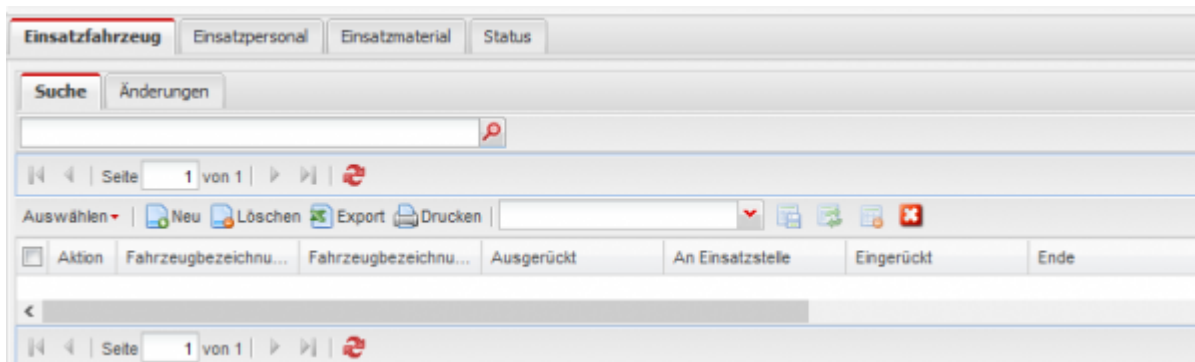 Einsatzfahrzeug Einsatzpersonal Einsatzmaterial Status
Suche Änderungen
Seite 1 von 1
Auswählen Neu Löschen Export Drucken
Aktion Fahrzeugbezeichnu... Fahrzeugbezeichnu... Ausgerückt An Einsatzstelle Eingerückt Ende
Seite 1 von 1